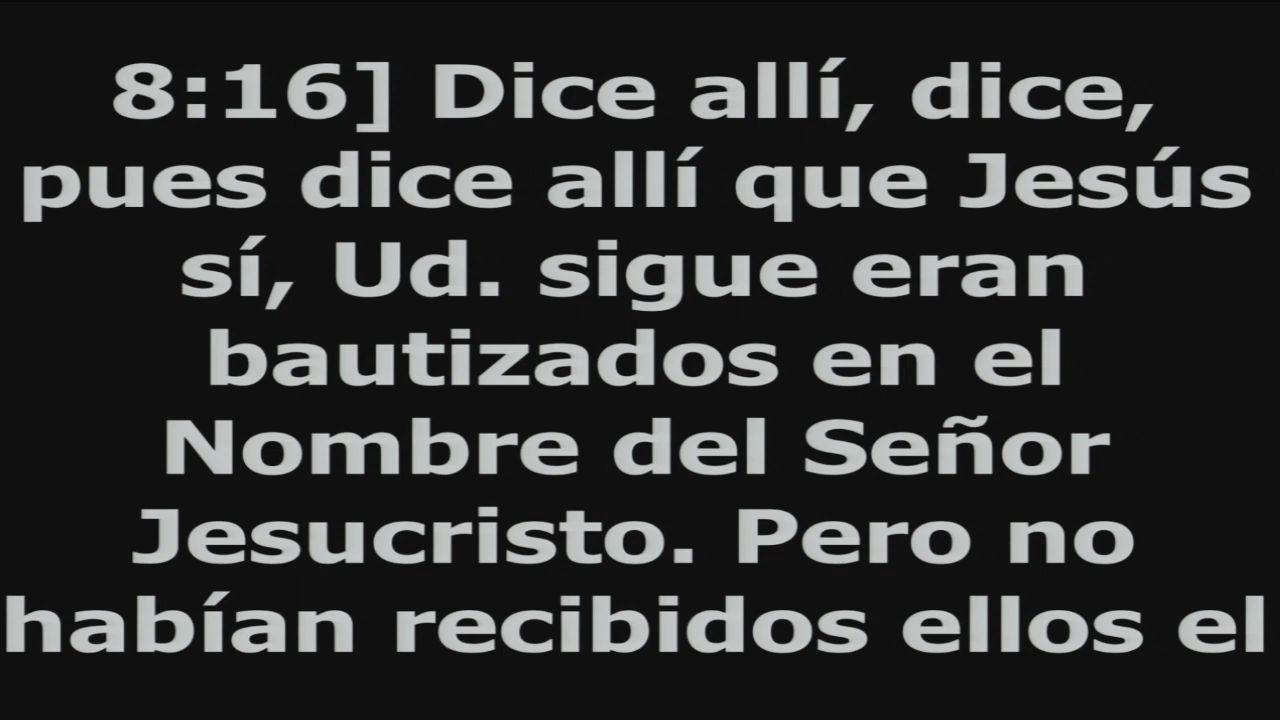 8:16] Dice allí, dice,
pues dice allí que Jesús
sí, Ud. sigue eran
bautizados en el
Nombre del Señor
Jesucristo. Pero no
habían recibidos ellos el